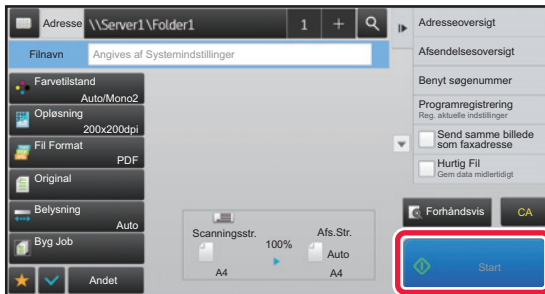 Adresse
\\Server1\Folder1
1
+
Filnavn
Angives af Systemindstillinger
Farvetilstand
Auto/Mono2
Opløsning
200x200dpi
Fil Format
PDF
Original
Belysning
Auto
Byg Job
Andet
Scanningsstr.
100%
Afs.Str.
Auto
A4
A4
Adresseoversigt
Afsendelsesoversigt
Benyt søgenummer
Programregistrering
Reg. aktuelle indstillinger
Send samme billede
som faxadresse
Hurtig Fil
Gem data midlertidigt
Forhåndsvis
CA
Start